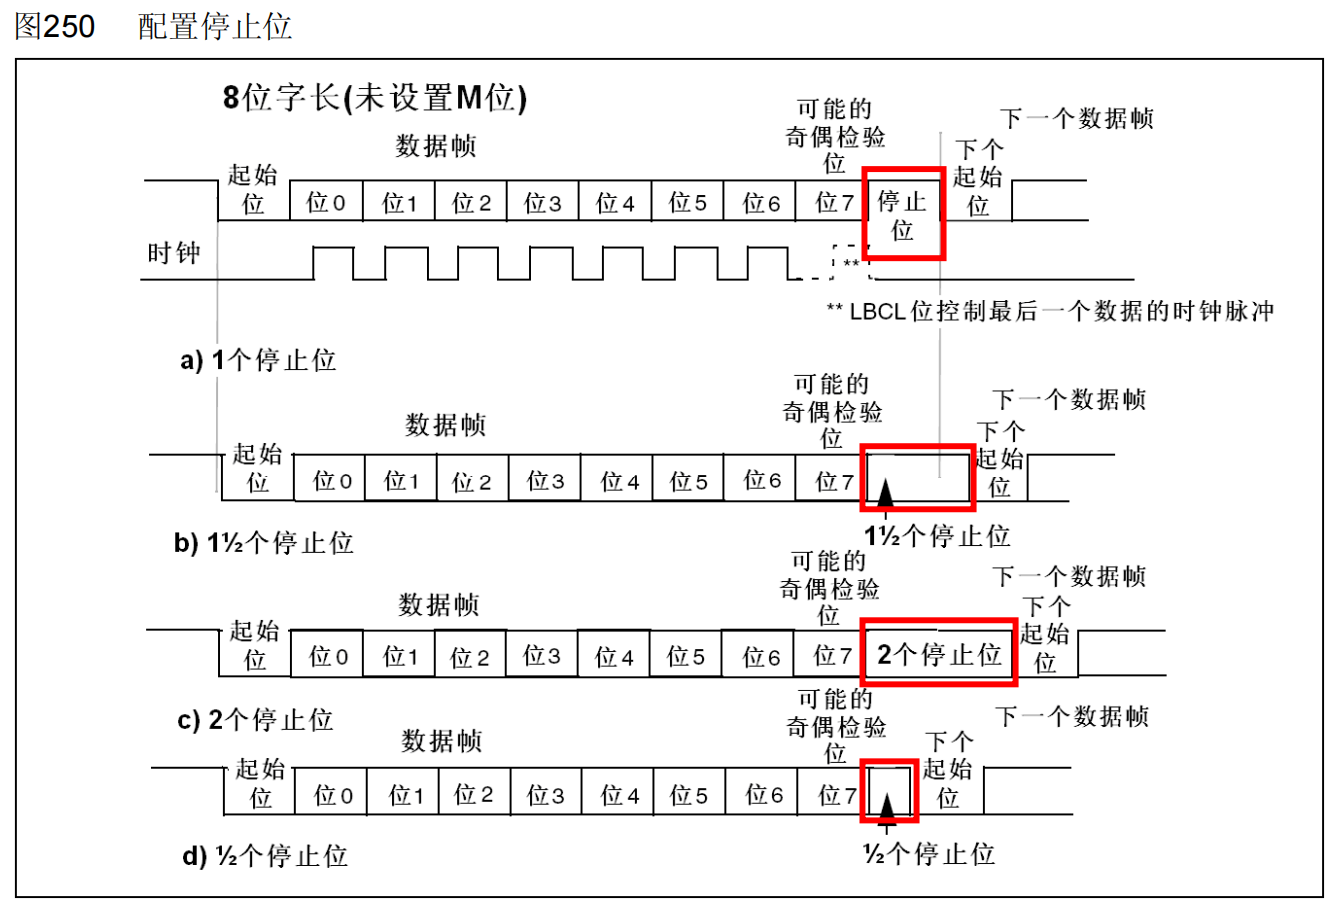 图250 配置停止位
8位字长(未设置M位)
数据帧
可能的
奇偶检验
位
下一个数据帧
起始
位
位0 位1 位2 位3 位4 位5 位6 位7
停止
位
下个
起始
位
时钟
**
** LBCL位控制最后一个数据的时钟脉冲
a) 1个停止位
数据帧
可能的
奇偶检验
位
下一个数据帧
起始
位
位0 位1 位2 位3 位4 位5 位6 位7
下个
起始
位
1½个停止位
b) 1½个停止位
数据帧
可能的
奇偶检验
位
下一个数据帧
起始
位
位0 位1 位2 位3 位4 位5 位6 位7
2个停止位
下个
起始
位
c) 2个停止位
数据帧
可能的
奇偶检验
位
下一个数据帧
起始
位
位0 位1 位2 位3 位4 位5 位6 位7
下个
起始
位
½个停止位
d) ½个停止位